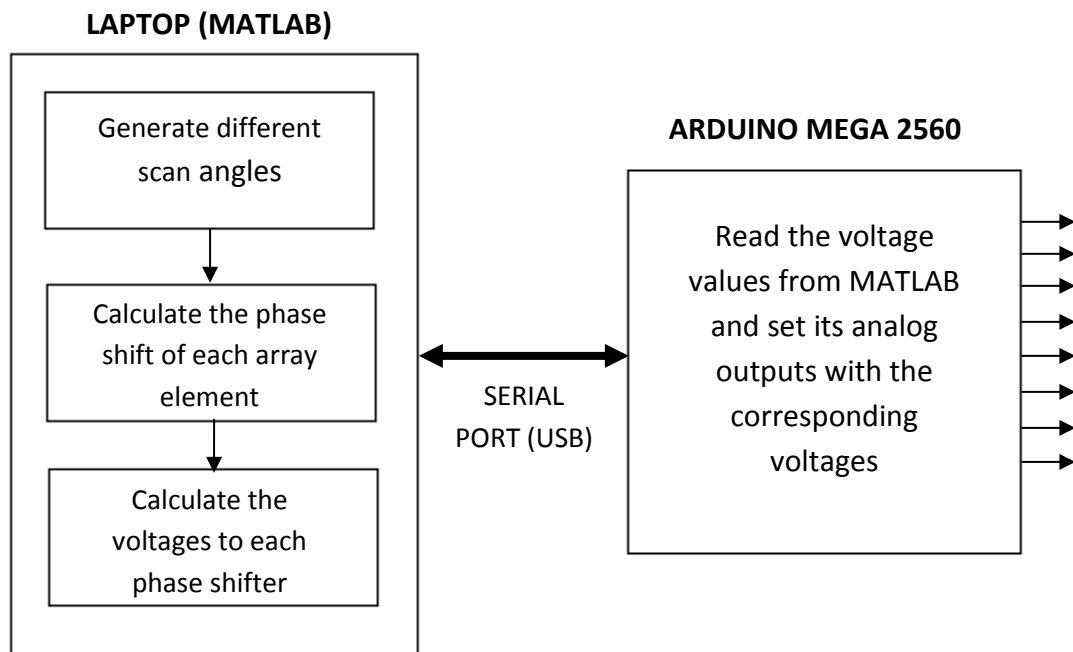 LAPTOP (MATLAB)
Generate different
scan angles
Calculate the phase
shift of each array
element
Calculate the
voltages to each
phase shifter
SERIAL
PORT (USB)
ARDUINO MEGA 2560
Read the voltage
values from MATLAB
and set its analog
outputs with the
corresponding
voltages